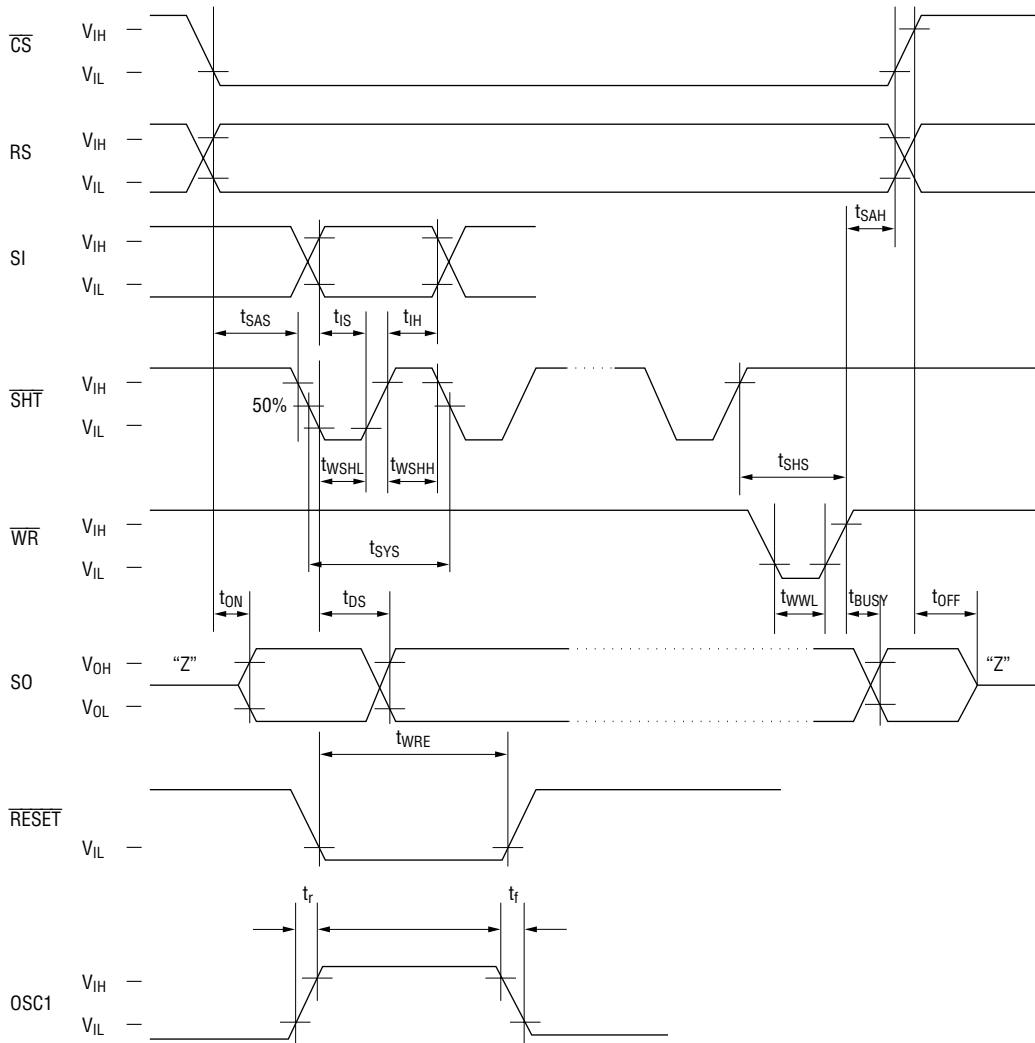 CS
VIH
VIL
RS
VIH
VIL
tSAH
SI
VIH
VIL
tSAS
tIS
tIH
SHT
VIH
50%
VIL
tWSHL
tWSHH
tSHS
WR
VIH
VIL
tSYS
tON
tDS
tWWL
tBUSY
tOFF
SO
VOH
"Z"
"Z"
VOL
tWRE
RESET
VIL
tr
tf
OSC1
VIH
VIL